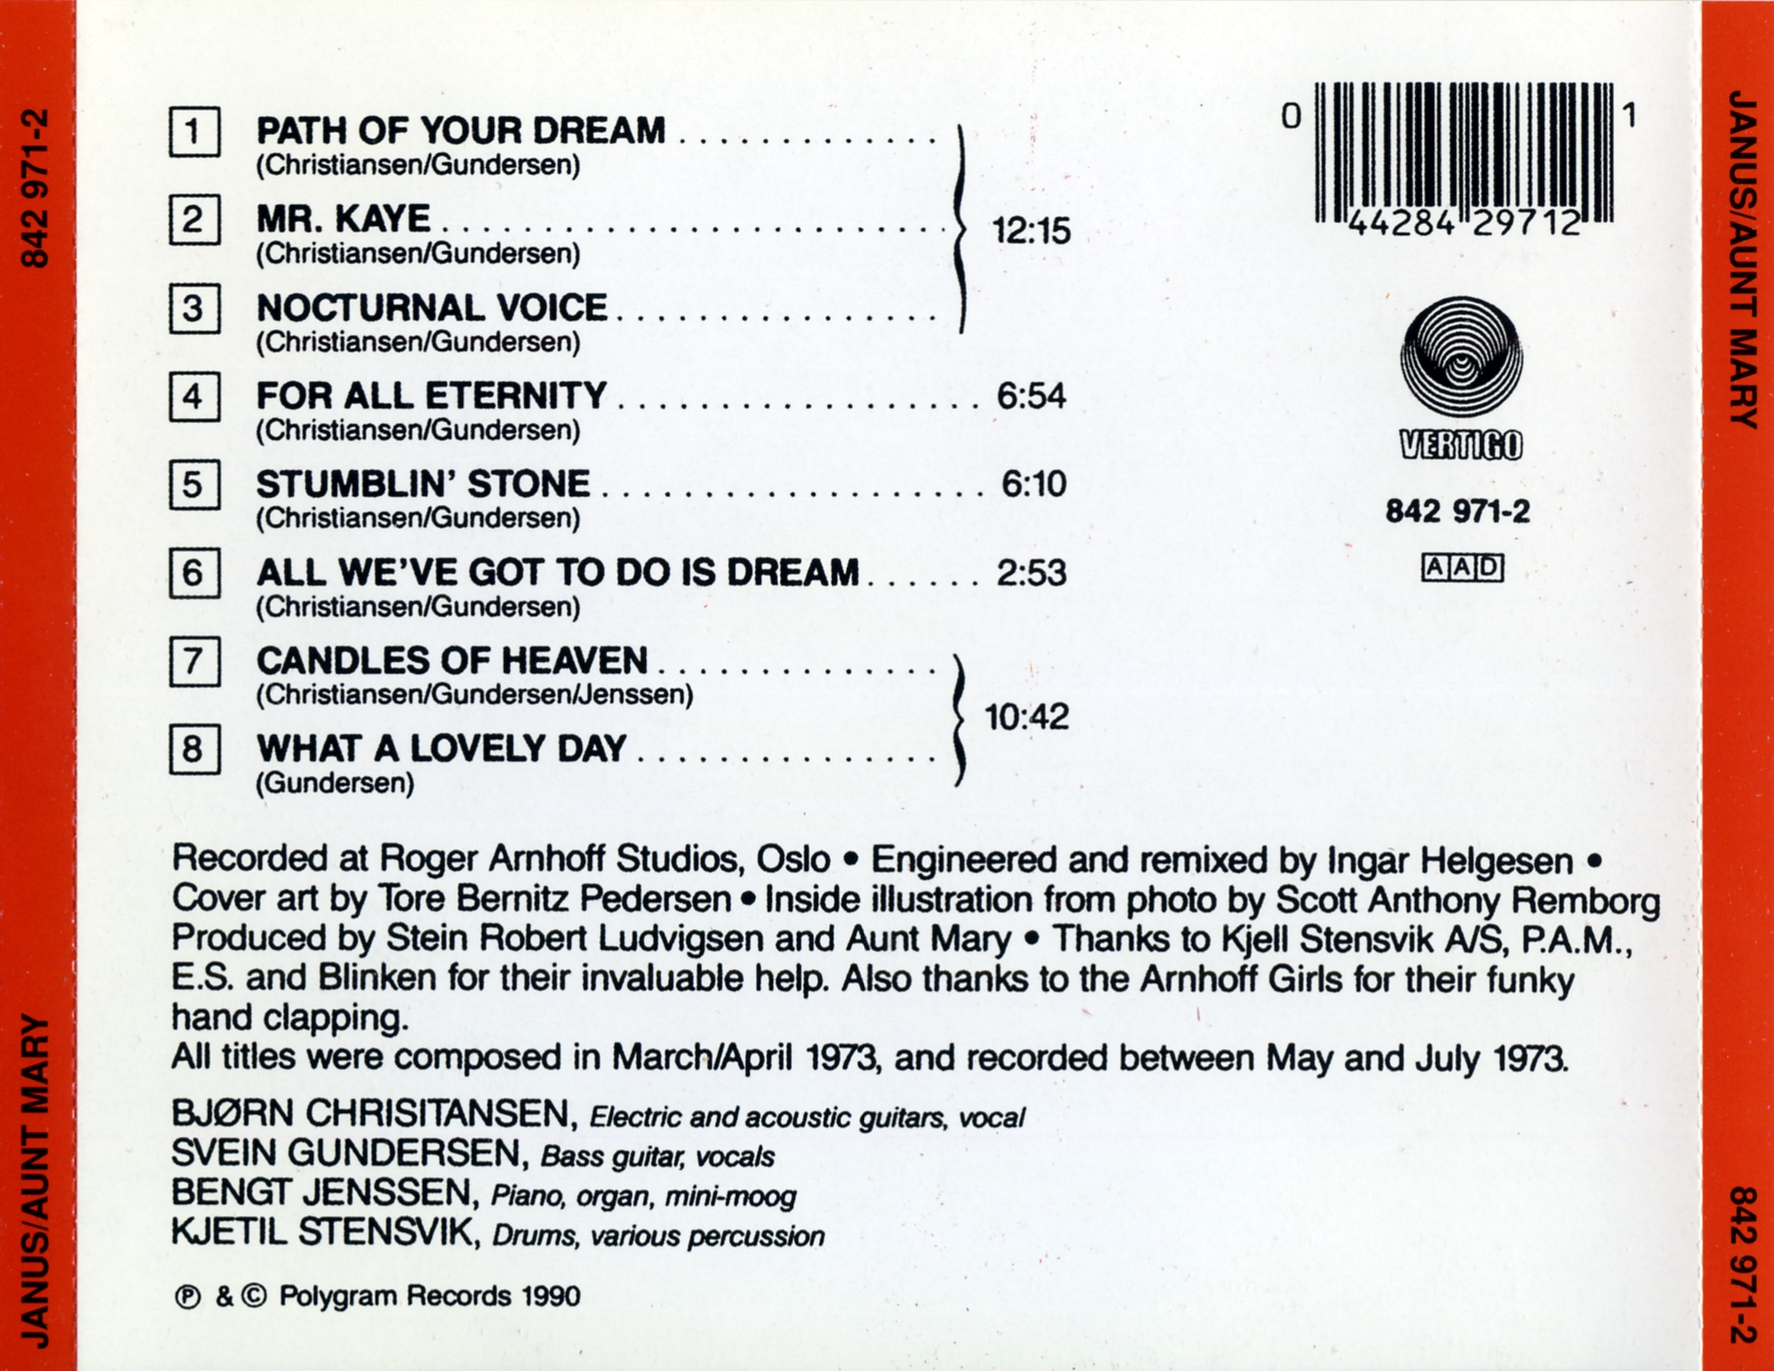 842 971-2
JANUS/AUNT MARY
1 PATH OF YOUR DREAM . . . . . . . . . . . . .
(Christiansen/Gundersen)
2 MR. KAYE . . . . . . . . . . . . . . . . . . . . . . . . . 12:15
(Christiansen/Gundersen)
3 NOCTURNAL VOICE . . . . . . . . . . . . . . . .
(Christiansen/Gundersen)
4 FOR ALL ETERNITY . . . . . . . . . . . . . . . . . . 6:54
(Christiansen/Gundersen)
5 STUMBLIN' STONE . . . . . . . . . . . . . . . . . . . 6:10
(Christiansen/Gundersen)
6 ALL WE'VE GOT TO DO IS DREAM . . . . . . 2:53
(Christiansen/Gundersen)
7 CANDLES OF HEAVEN . . . . . . . . . . . . . .
(Christiansen/Gundersen/Jenssen)
10:42
8 WHAT A LOVELY DAY . . . . . . . . . . . . . . .
(Gundersen)
0 44284 29712 1
VERTIGO
842 971-2
AAD
Recorded at Roger Arnhoff Studios, Oslo • Engineered and remixed by Ingar Helgesen •
Cover art by Tore Bernitz Pedersen • Inside illustration from photo by Scott Anthony Remborg
Produced by Stein Robert Ludvigsen and Aunt Mary • Thanks to Kjell Stensvik A/S, P.A.M.,
E.S. and Blinken for their invaluable help. Also thanks to the Arnhoff Girls for their funky
hand clapping.
All titles were composed in March/April 1973, and recorded between May and July 1973.
BJØRN CHRISITANSEN, Electric and acoustic guitars, vocal
SVEIN GUNDERSEN, Bass guitar, vocals
BENGT JENSSEN, Piano, organ, mini-moog
KJETIL STENSVIK, Drums, various percussion
℗ & © Polygram Records 1990
JANUS/AUNT MARY
842 971-2